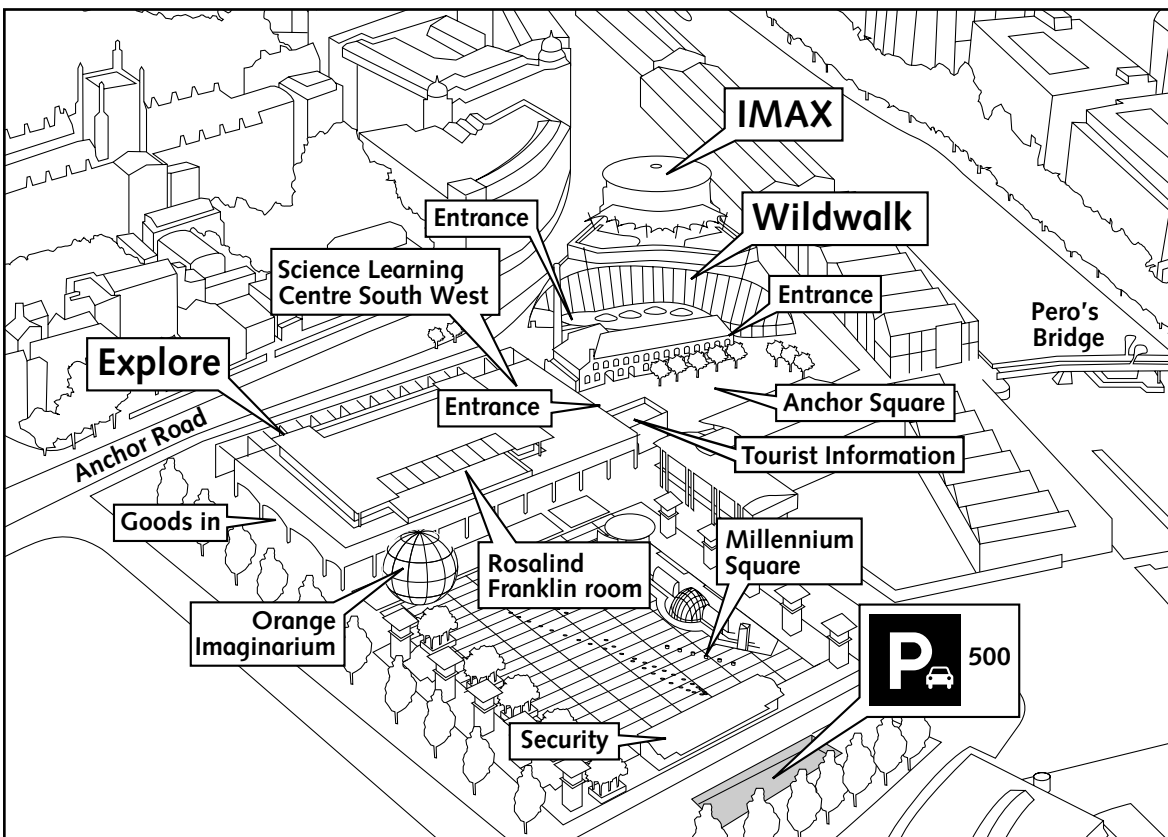 IMAX
Wildwalk
Entrance
Science Learning
Centre South West
Entrance
Pero's
Bridge
Explore
Entrance
Anchor Square
Anchor Road
Tourist Information
Goods in
Rosalind
Franklin room
Millennium
Square
Orange
Imaginarium
P
500
Security